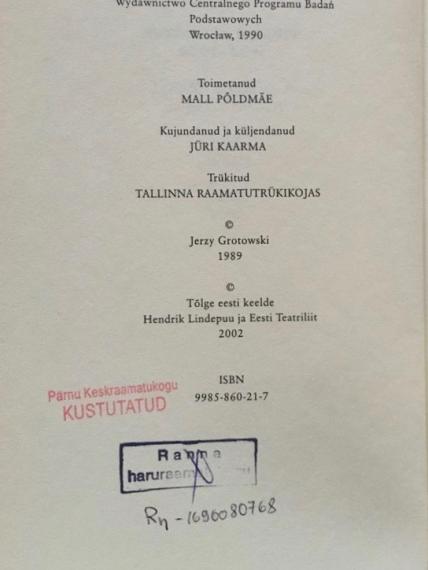 Wydawnictwo Centralnego Programu Badań
Podstawowych
Wrocław, 1990
Toimetanud
MALL PÕLDMÄE
Kujundanud ja küljendanud
JÜRI KAARMA
Trükitud
TALLINNA RAAMATUTRÜKIKOJAS
©
Jerzy Grotowski
1989
©
Tõlge eesti keelde
Hendrik Lindepuu ja Eesti Teatriliit
2002
ISBN
9985-860-21-7
Pärnu Keskraamatukogu
KUSTUTATUD
Ranna
Rη-1690080768